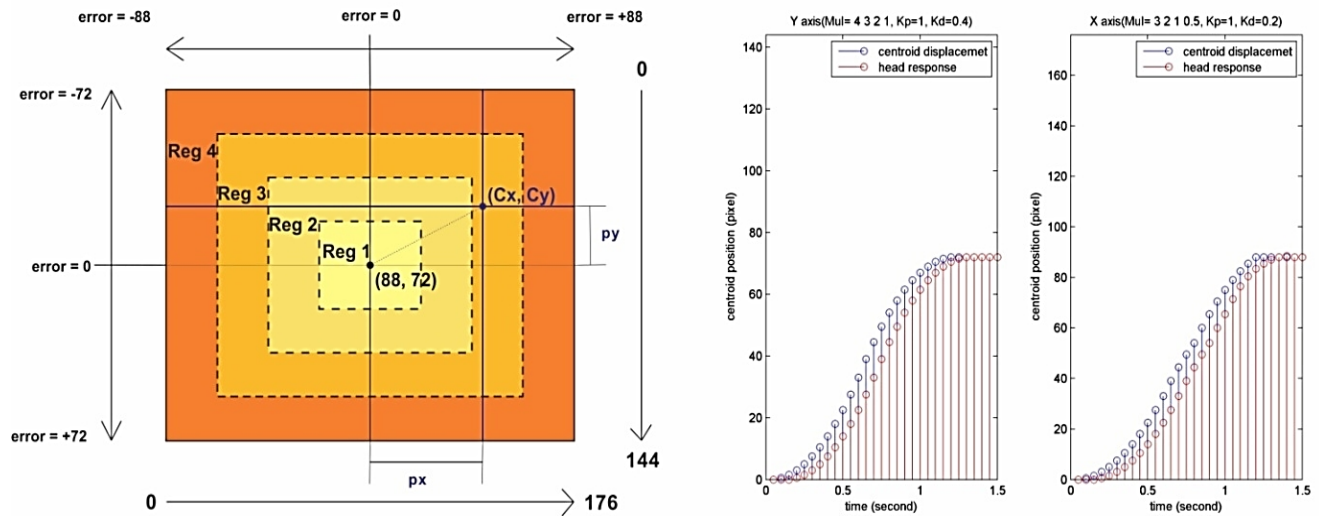 error = -88
error = 0
error = +88
error = -72
0
Reg 4
Reg 3
(Cx, Cy)
Reg 2
py
Reg 1
error = 0
(88, 72)
error = +72
144
px
0
176
Y axis(Mul= 4 3 2 1, Kp=1, Kd=0.4)
centroid displacemet
head response
140
120
100
80
60
40
20
0
centroid position (pixel)
0
0.5
1
1.5
time (second)
X axis(Mul= 3 2 1 0.5, Kp=1, Kd=0.2)
centroid displacemet
head response
160
140
120
100
80
60
40
20
0
centroid position (pixel)
0
0.5
1
1.5
time (second)